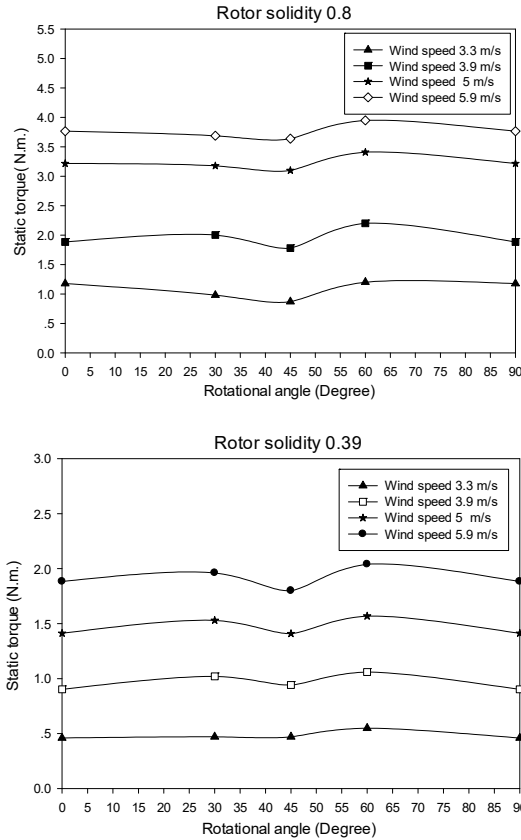 Rotor solidity 0.8
5.5
5.0
4.5
4.0
3.5
3.0
2.5
2.0
1.5
1.0
.5
0.0
Static torque( N.m.)
Wind speed 3.3 m/s
Wind speed 3.9 m/s
Wind speed  5 m/s
Wind speed 5.9 m/s
0 5 10 15 20 25 30 35 40 45 50 55 60 65 70 75 80 85 90
Rotational angle (Degree)
Rotor solidity 0.39
3.0
2.5
2.0
1.5
1.0
.5
0.0
Static torque (N.m.)
Wind speed 3.3 m/s
Wind speed 3.9 m/s
Wind speed 5  m/s
Wind speed 5.9 m/s
0 5 10 15 20 25 30 35 40 45 50 55 60 65 70 75 80 85 90
Rotational angle (Degree)